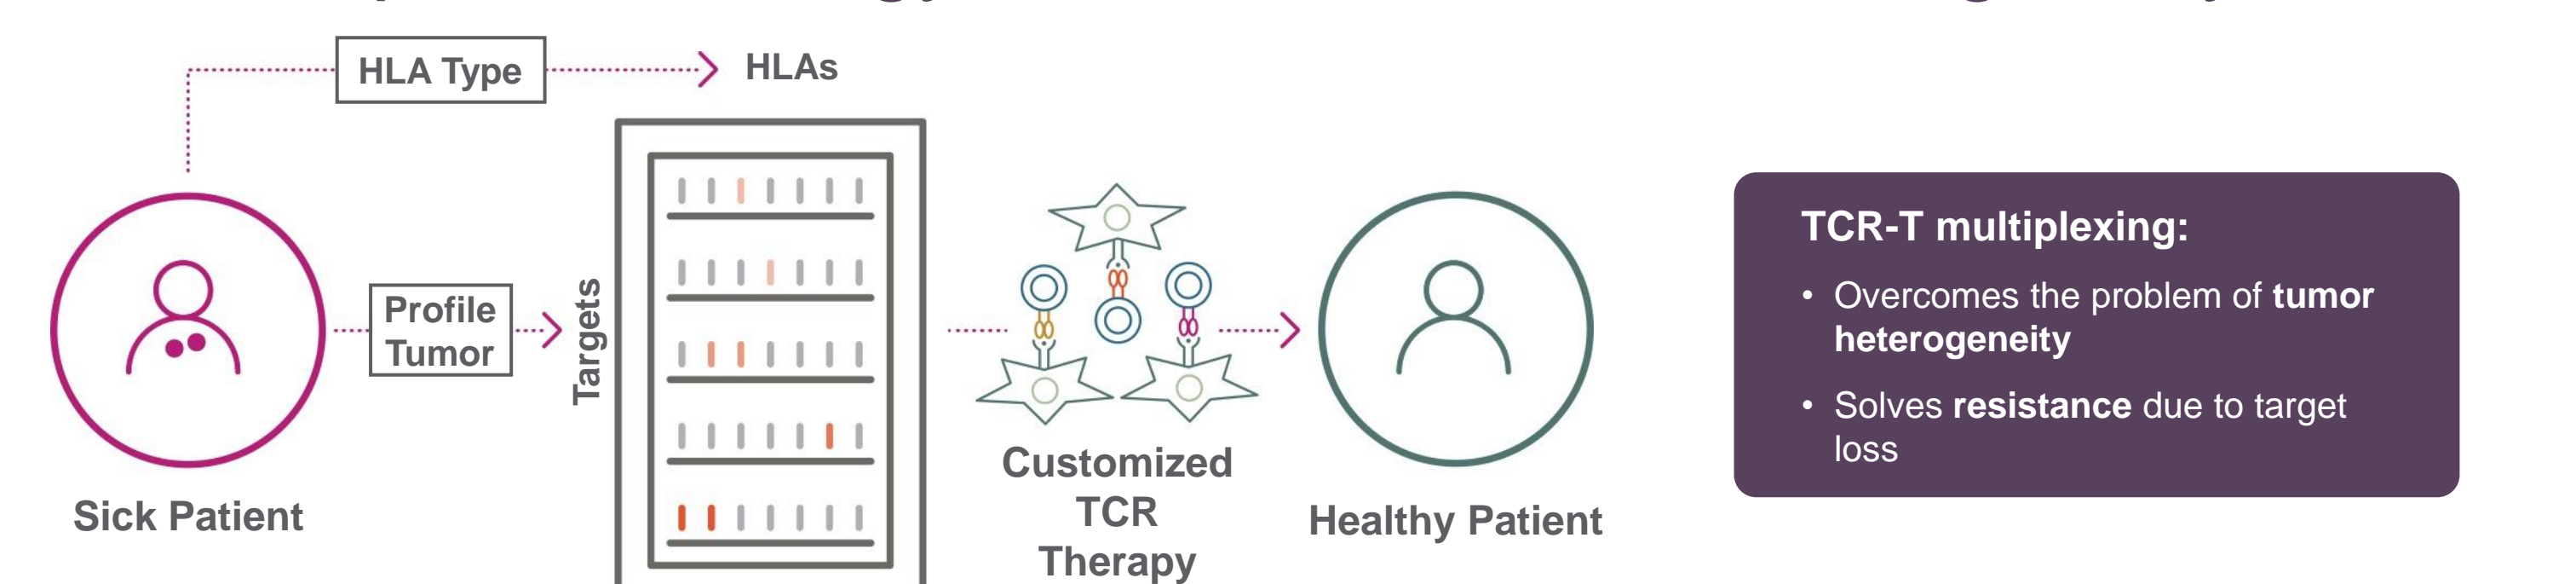 HLA Type
HLAs
Profile
Tumor
Targets
Sick Patient
Customized
TCR
Therapy
Healthy Patient
TCR-T multiplexing:
• Overcomes the problem of tumor
heterogeneity
• Solves resistance due to target
loss